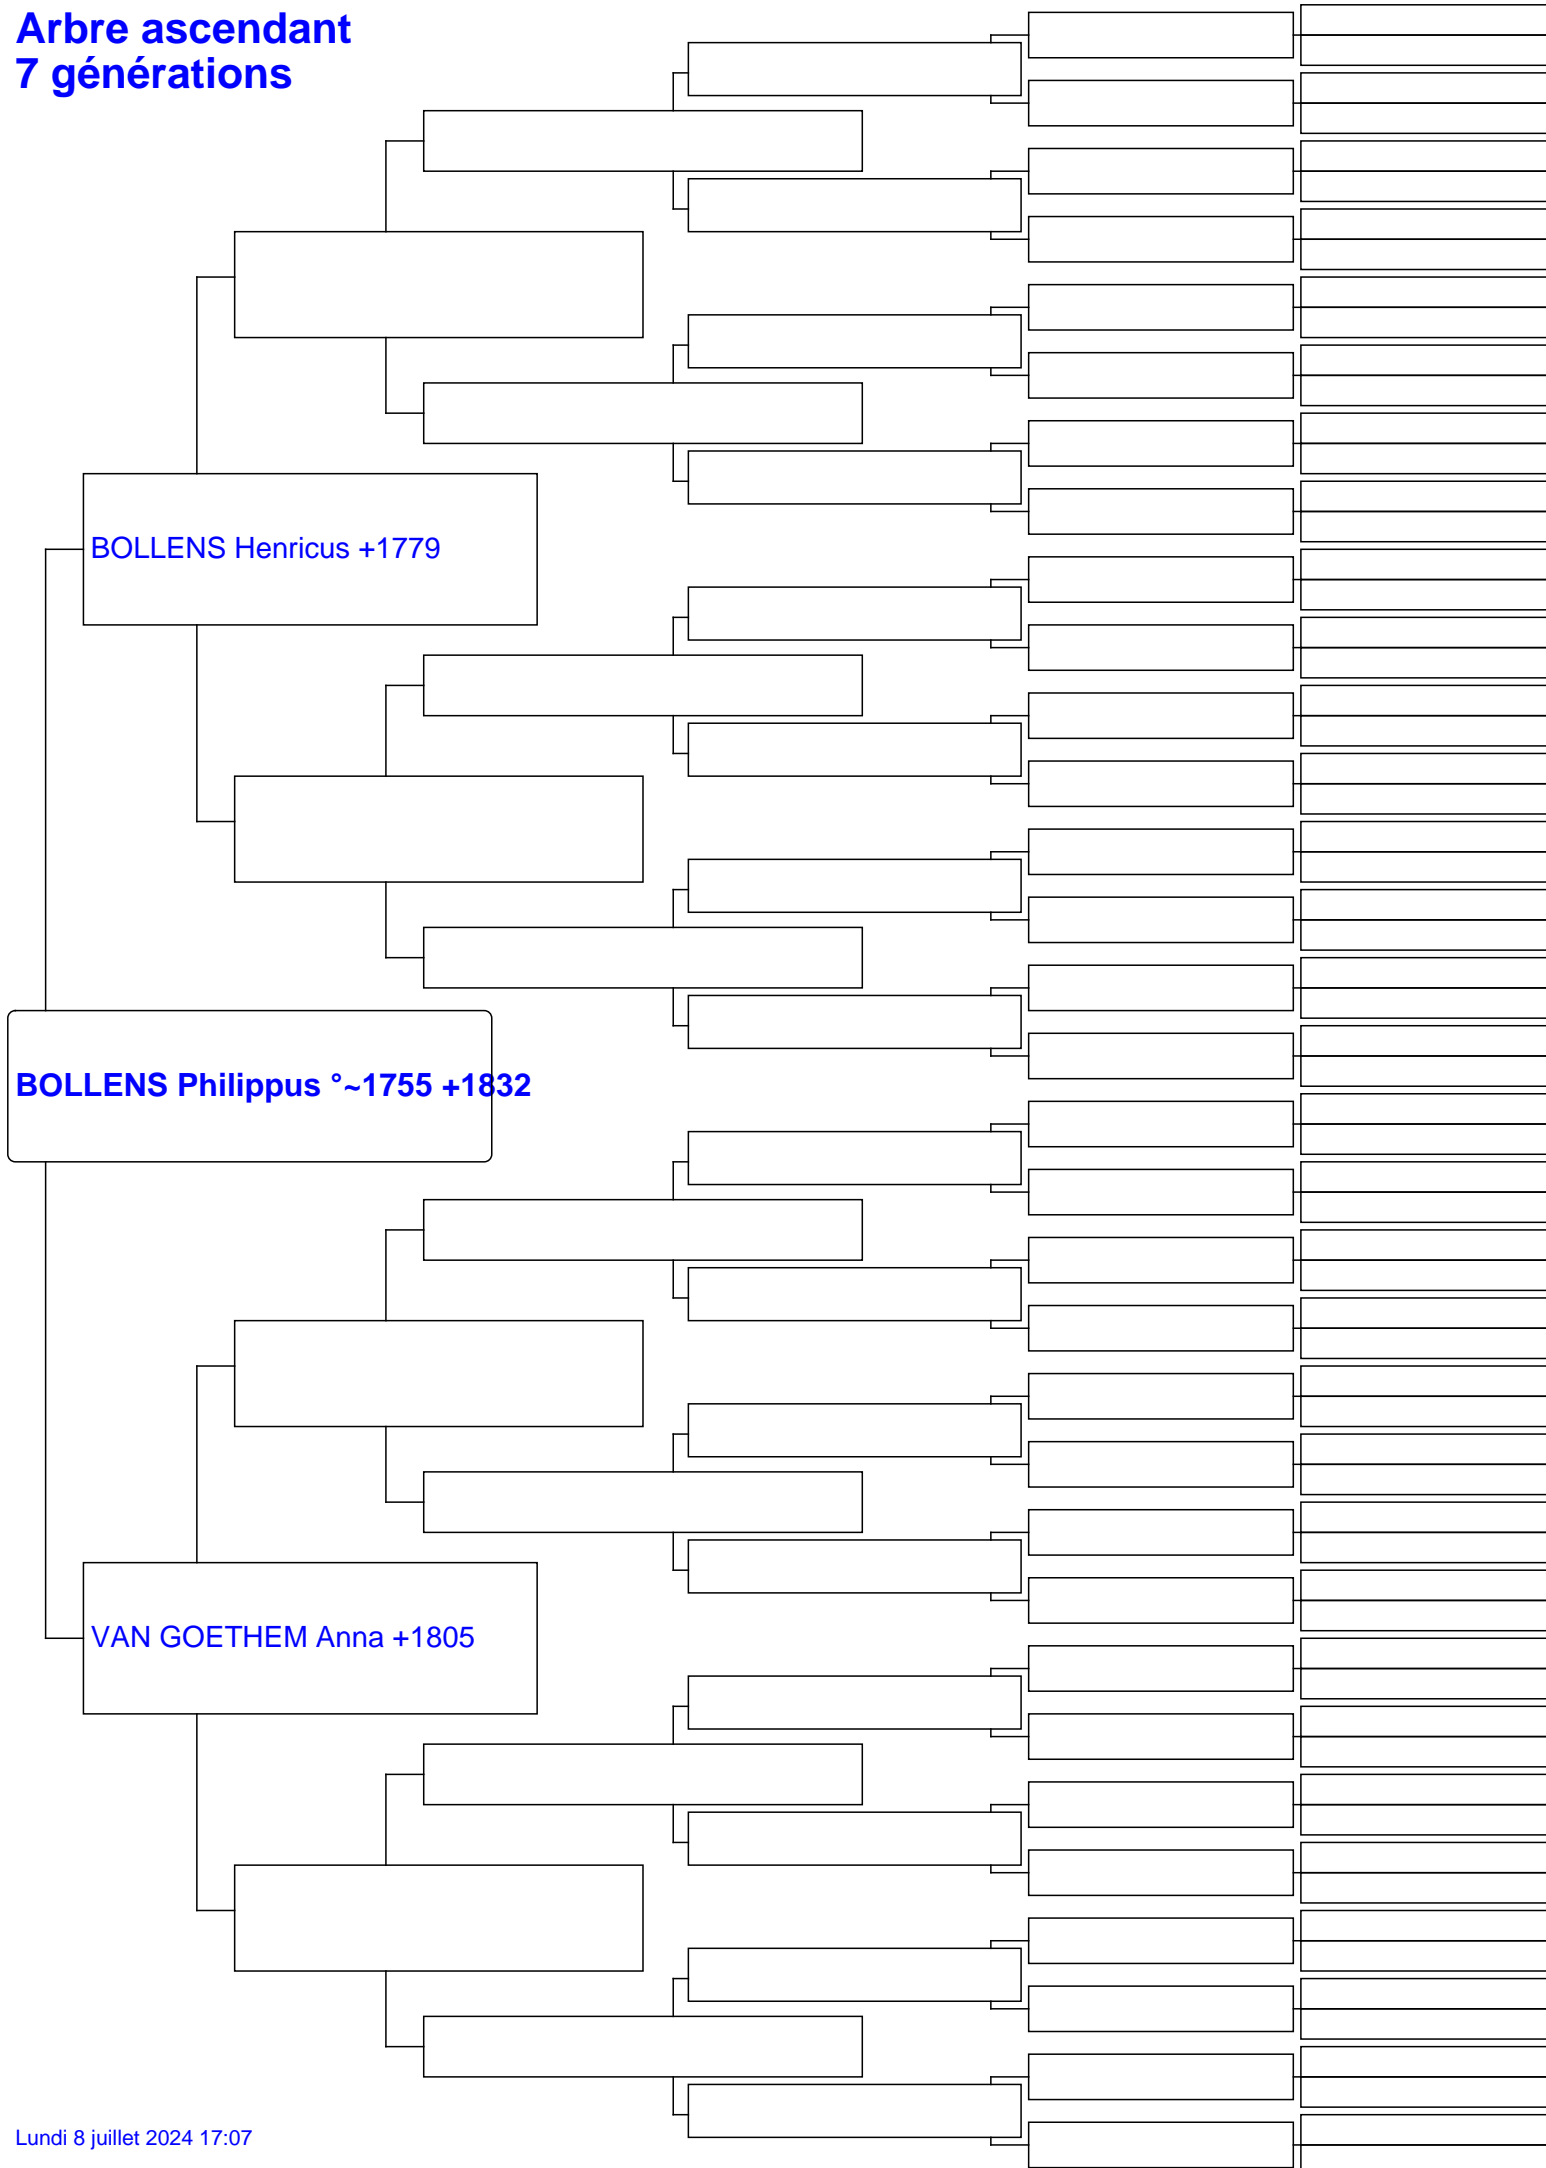 Arbre ascendant
7 générations
BOLLENS Henricus +1779
BOLLENS Philippus °~1755 +1832
VAN GOETHEM Anna +1805
Lundi 8 juillet 2024 17:07